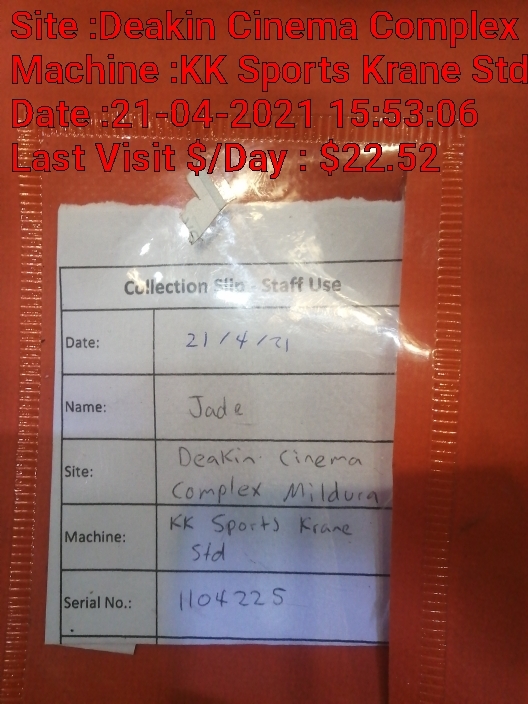 Site :Deakin Cinema Complex
Machine :KK Sports Krane Std
Date :21-04-2021 15:53:06
Last Visit $/Day : $22.52
Collection Slip - Staff Use
Date: 21/4/21
Name: Jade
Site: Deakin Cinema
Complex Mildura
Machine: KK Sports Krane
Std
Serial No.: 1104225